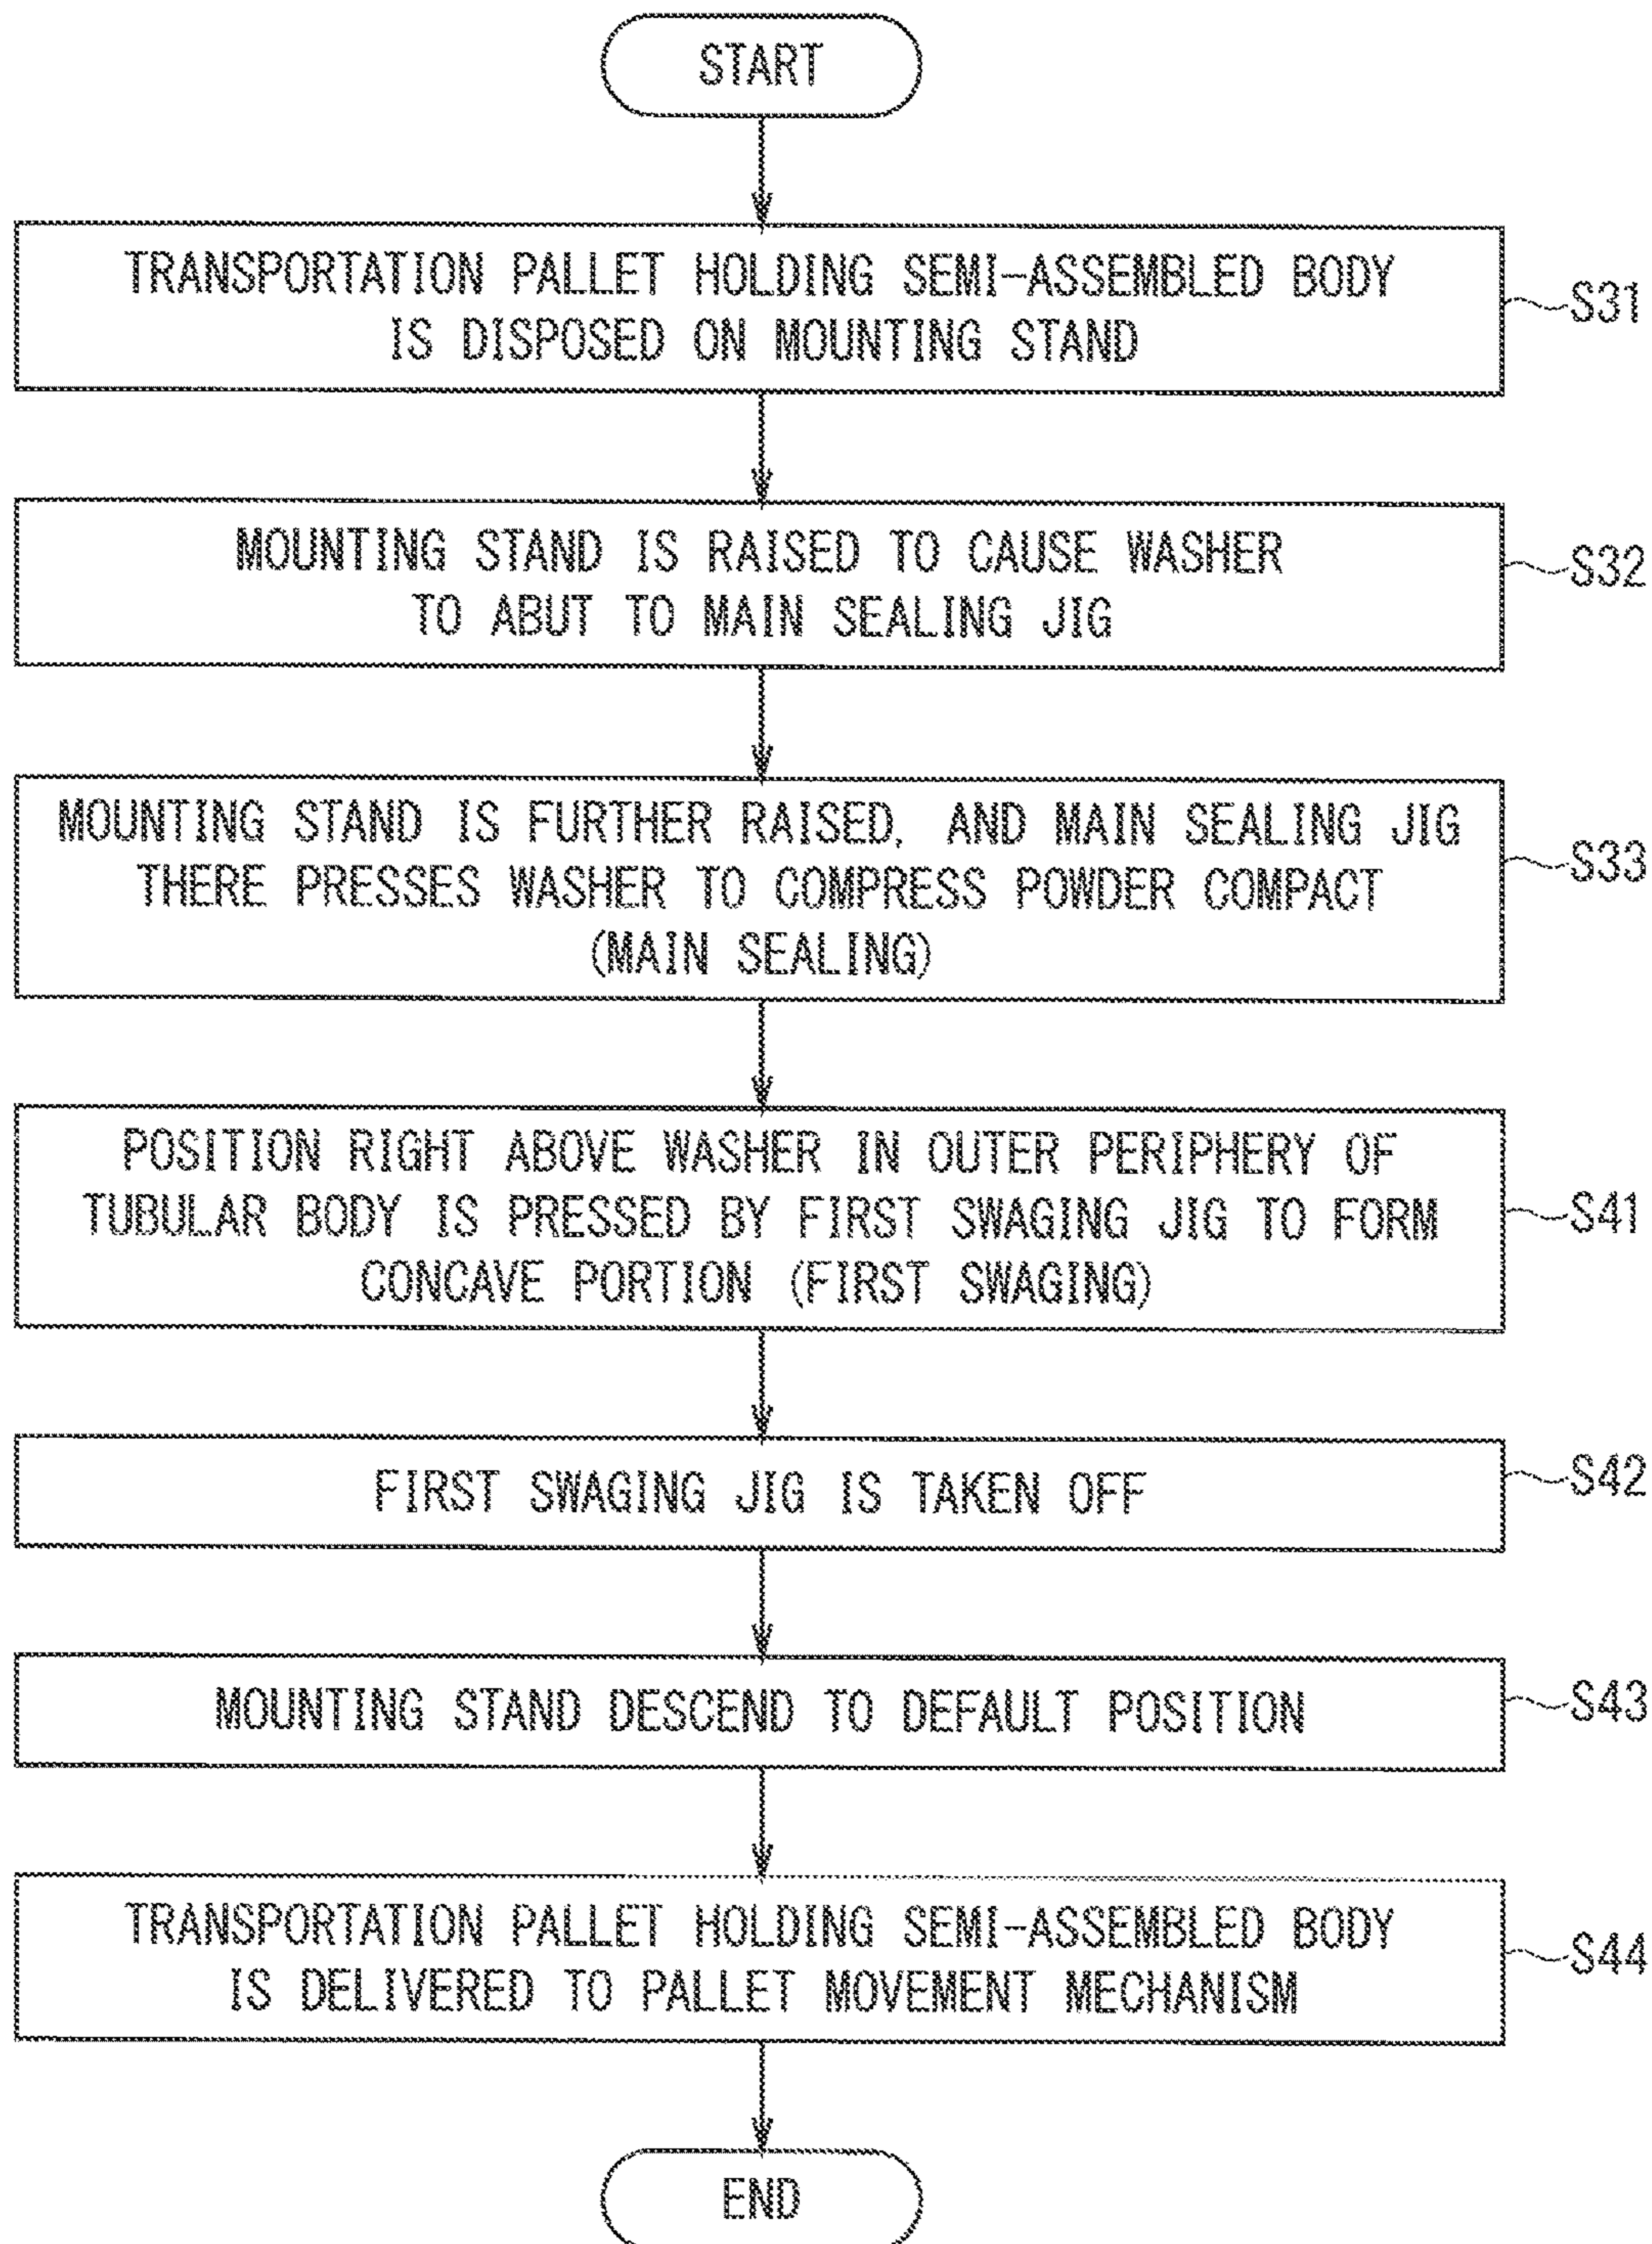 START
TRANSPORTATION PALLET HOLDING SEMI-ASSEMBLED BODY
IS DISPOSED ON MOUNTING STAND
S31
MOUNTING STAND IS RAISED TO CAUSE WASHER
TO ABUT TO MAIN SEALING JIG
S32
MOUNTING STAND IS FURTHER RAISED, AND MAIN SEALING JIG
THERE PRESSES WASHER TO COMPRESS POWDER COMPACT
(MAIN SEALING)
S33
POSITION RIGHT ABOVE WASHER IN OUTER PERIPHERY OF
TUBULAR BODY IS PRESSED BY FIRST SWAGING JIG TO FORM
CONCAVE PORTION (FIRST SWAGING)
S41
FIRST SWAGING JIG IS TAKEN OFF
S42
MOUNTING STAND DESCEND TO DEFAULT POSITION
S43
TRANSPORTATION PALLET HOLDING SEMI-ASSEMBLED BODY
IS DELIVERED TO PALLET MOVEMENT MECHANISM
S44
END